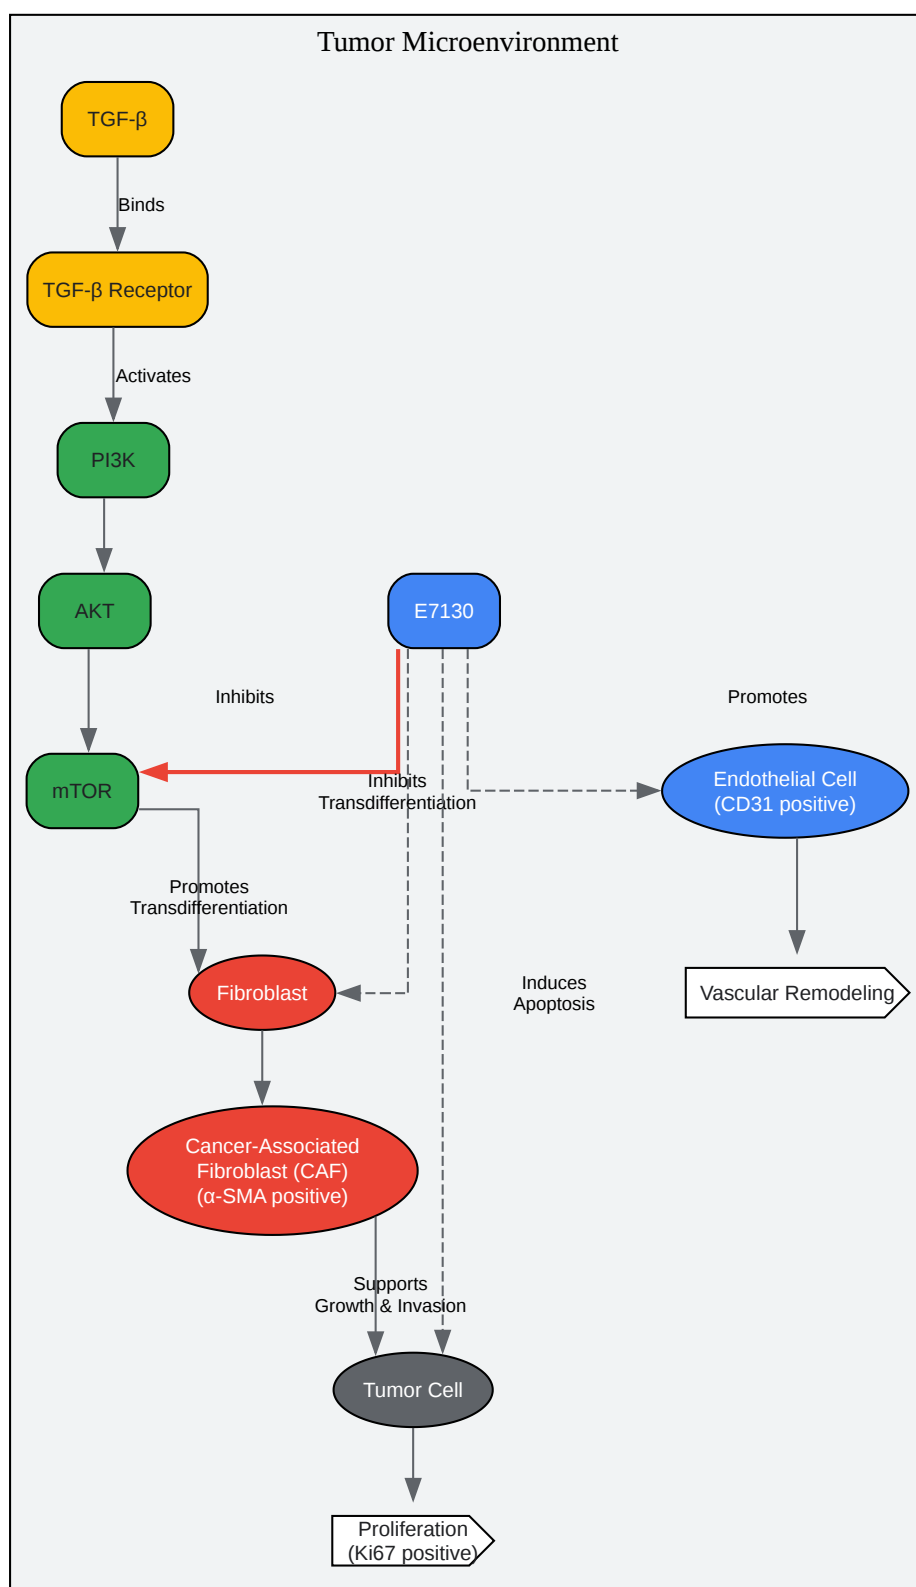 Tumor Microenvironment
TGF-β
Binds
TGF-β Receptor
Activates
PI3K
AKT
E7130
Inhibits
Promotes
mTOR
Inhibits
Transdifferentiation
Endothelial Cell
(CD31 positive)
Promotes
Transdifferentiation
Fibroblast
Induces
Apoptosis
Vascular Remodeling
Cancer-Associated
Fibroblast (CAF)
(α-SMA positive)
Supports
Growth & Invasion
Tumor Cell
Proliferation
(Ki67 positive)